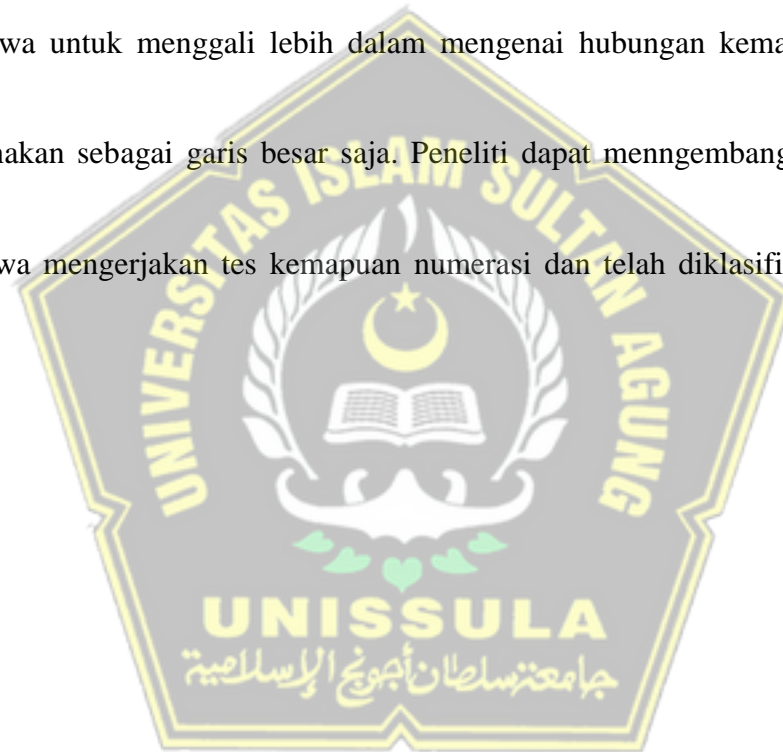 wa untuk menggali lebih dalam mengenai hubungan kema
nakan sebagai garis besar saja. Peneliti dapat menngembang
wa mengerjakan tes kemapuan numerasi dan telah diklasifi
UNIVERSITAS ISLAM SULTAN AGUNG
UNISSULA
جامعة سلطان أجونج الإسلامية